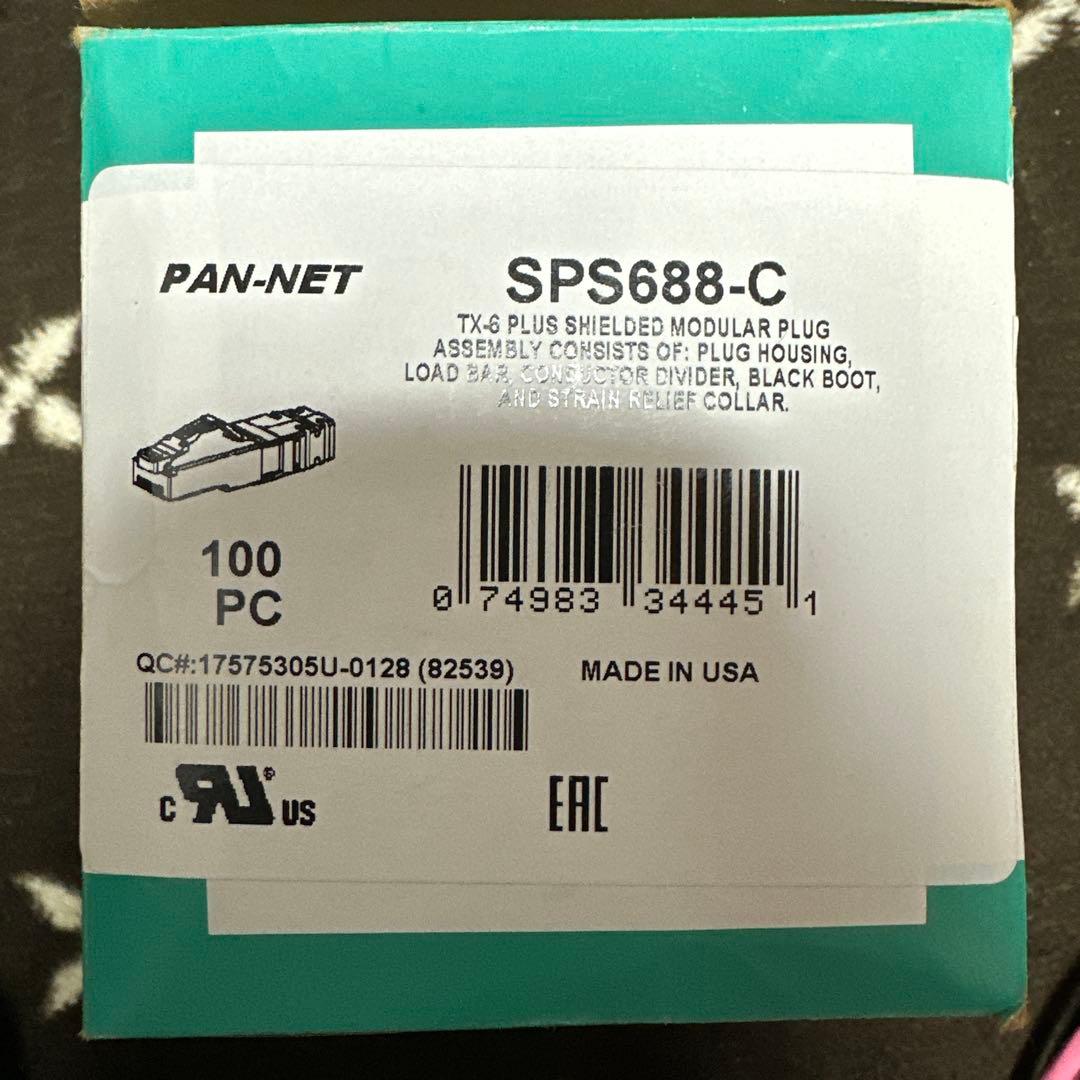 PAN-NET
SPS688-C
TX-6 PLUS SHIELDED MODULAR PLUG
ASSEMBLY CONSISTS OF: PLUG HOUSING,
LOAD BAR, CONDUCTOR DIVIDER, BLACK BOOT,
AND STRAIN RELIEF COLLAR.
100
PC
0 74983 34445 1
QC#:17575305U-0128 (82539)
MADE IN USA
C RU® US
EAC